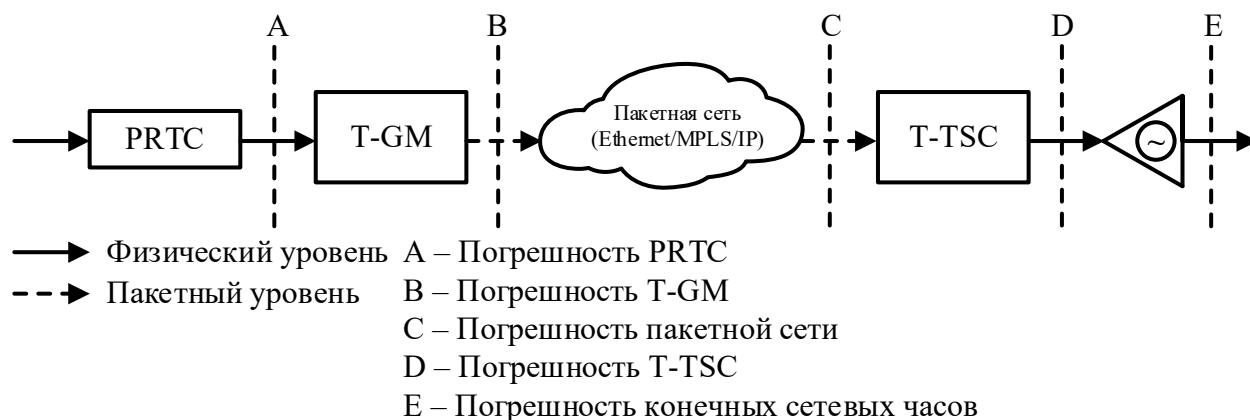 A B C D E
PRTC T-GM Пакетная сеть (Ethernet/MPLS/IP) T-TSC ~
Физический уровень
Пакетный уровень
A – Погрешность PRTC
B – Погрешность T-GM
C – Погрешность пакетной сети
D – Погрешность T-TSC
E – Погрешность конечных сетевых часов